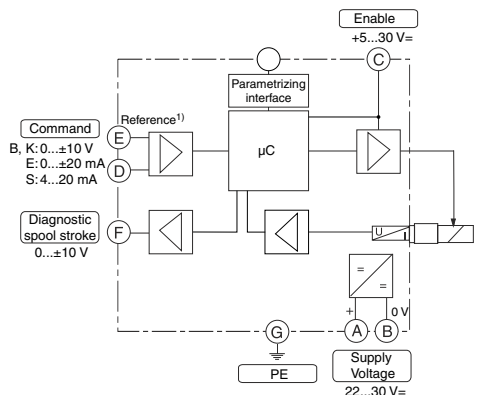 Enable
+5...30 V=
C
Parametrizing
interface
Reference1)
Command
E
B, K: 0...±10 V
µC
E: 0...±20 mA
D
S: 4...20 mA
Diagnostic
spool stroke
F
U
0...±10 V
=
=
+
0 V
G
A
B
PE
Supply
Voltage
22...30 V=